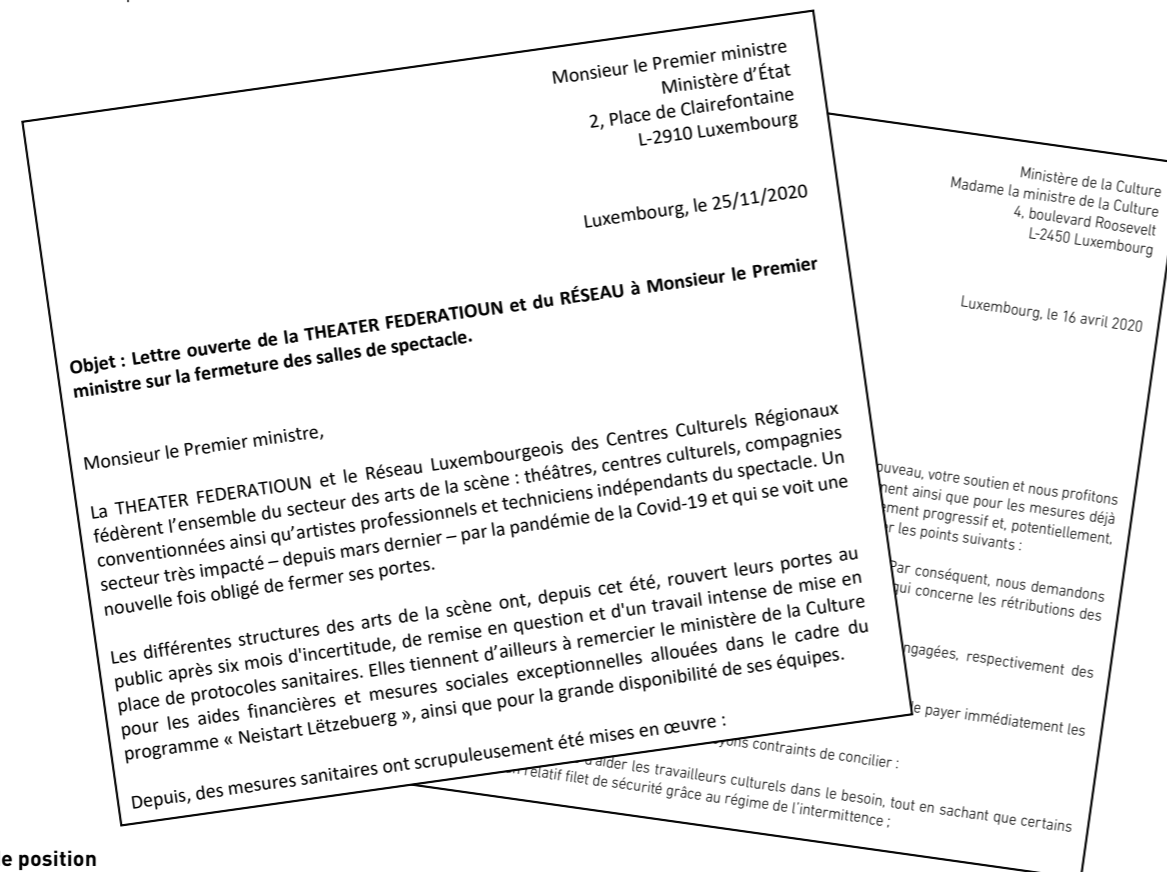 Monsieur le Premier ministre
Ministère d'État
2, Place de Clairefontaine
L-2910 Luxembourg
Luxembourg, le 25/11/2020
Objet : Lettre ouverte de la THEATER FEDERATIOUN et du RÉSEAU à Monsieur le Premier
ministre sur la fermeture des salles de spectacle.
Monsieur le Premier ministre,
La THEATER FEDERATIOUN et le Réseau Luxembourgeois des Centres Culturels Régionaux
fédèrent l'ensemble du secteur des arts de la scène : théâtres, centres culturels, compagnies
conventionnées ainsi qu'artistes professionnels et techniciens indépendants du spectacle. Un
secteur très impacté – depuis mars dernier – par la pandémie de la Covid-19 et qui se voit une
nouvelle fois obligé de fermer ses portes.
Les différentes structures des arts de la scène ont, depuis cet été, rouvert leurs portes au
public après six mois d'incertitude, de remise en question et d'un travail intense de mise en
place de protocoles sanitaires. Elles tiennent d'ailleurs à remercier le ministère de la Culture
pour les aides financières et mesures sociales exceptionnelles allouées dans le cadre du
programme « Neistart Lëtzebuerg », ainsi que pour la grande disponibilité de ses équipes.
Depuis, des mesures sanitaires ont scrupuleusement été mises en œuvre :
Ministère de la Culture
Madame la ministre de la Culture
4, boulevard Roosevelt
L-2450 Luxembourg
Luxembourg, le 16 avril 2020
votre soutien et nous profitons
ainsi que pour les mesures déjà
progressif et, potentiellement,
les points suivants :
Par conséquent, nous demandons
qui concerne les rétributions des
respectivement des
payer immédiatement les
contraints de concilier :
d'aider les travailleurs culturels dans le besoin, tout en sachant que certains
relatif filet de sécurité grâce au régime de l'intermittence ;
position